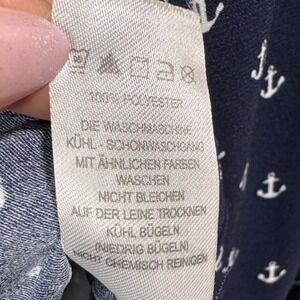 30
100% POLYESTER
DIE WASCHMASCHINE
KÜHL - SCHONWASCHGANG
MIT ÄHNLICHEN FARBEN
WASCHEN
NICHT BLEICHEN
AUF DER LEINE TROCKNEN
KÜHL BÜGELN
(NIEDRIG BÜGELN)
NICHT CHEMISCH REINIGEN